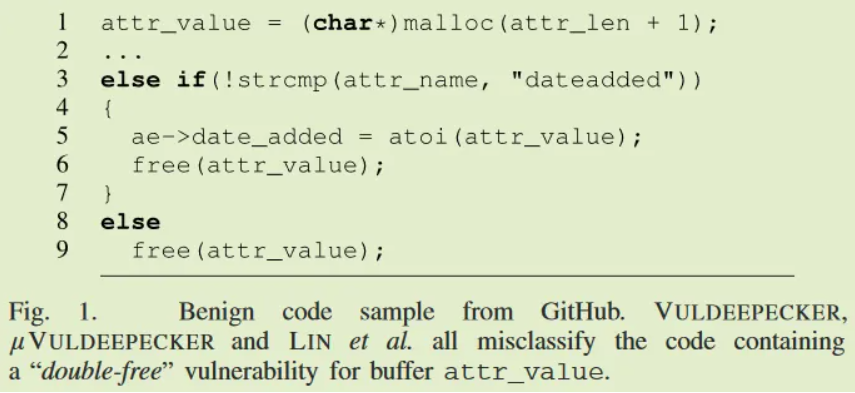 1 attr_value = (char*)malloc(attr_len + 1);
2 ...
3 else if(!strcmp(attr_name, "dateadded"))
4 {
5 ae->date_added = atoi(attr_value);
6 free(attr_value);
7 }
8 else
9 free(attr_value);
Fig. 1. Benign code sample from GitHub. VULDEEPECKER,
μVULDEEPECKER and LIN et al. all misclassify the code containing
a “double-free” vulnerability for buffer attr_value.